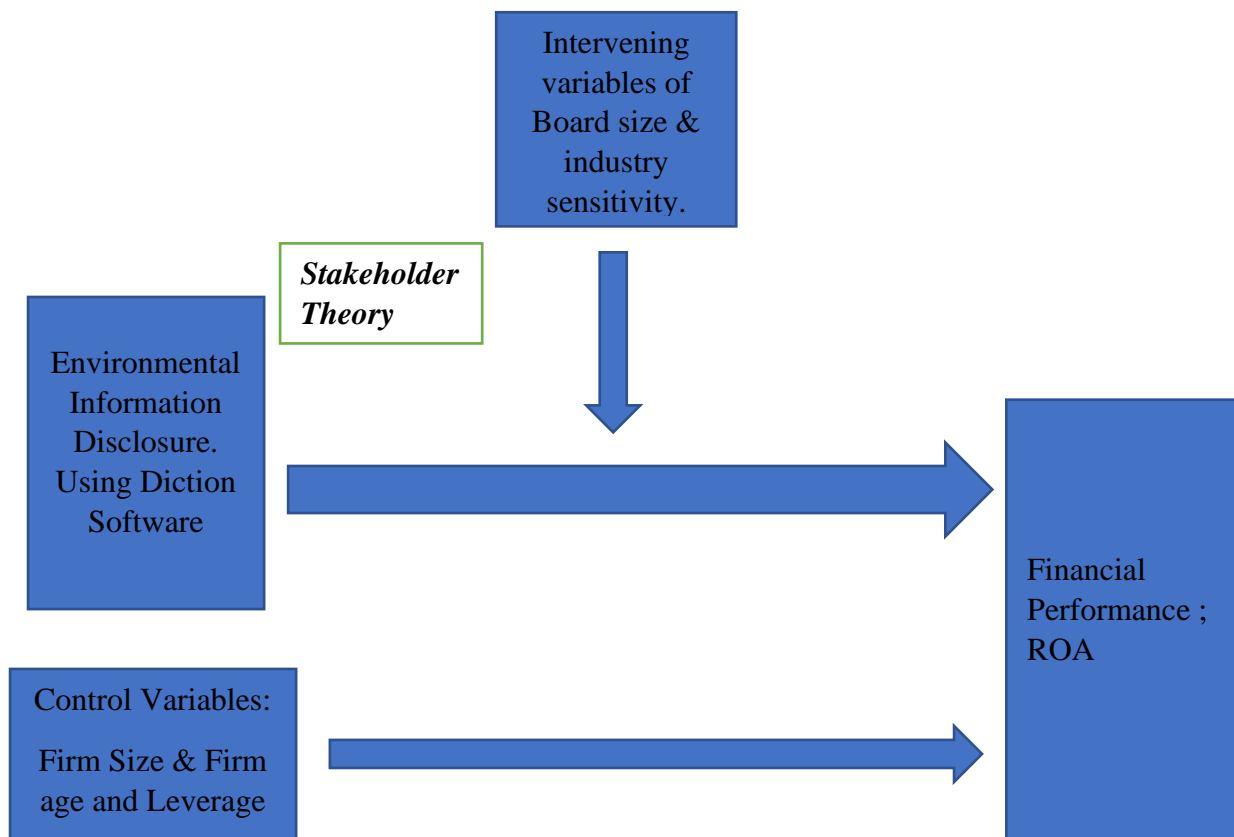 Intervening
variables of
Board size &
industry
sensitivity.
Stakeholder
Theory
Environmental
Information
Disclosure.
Using Diction
Software
Financial
Performance ;
ROA
Control Variables:
Firm Size & Firm
age and Leverage